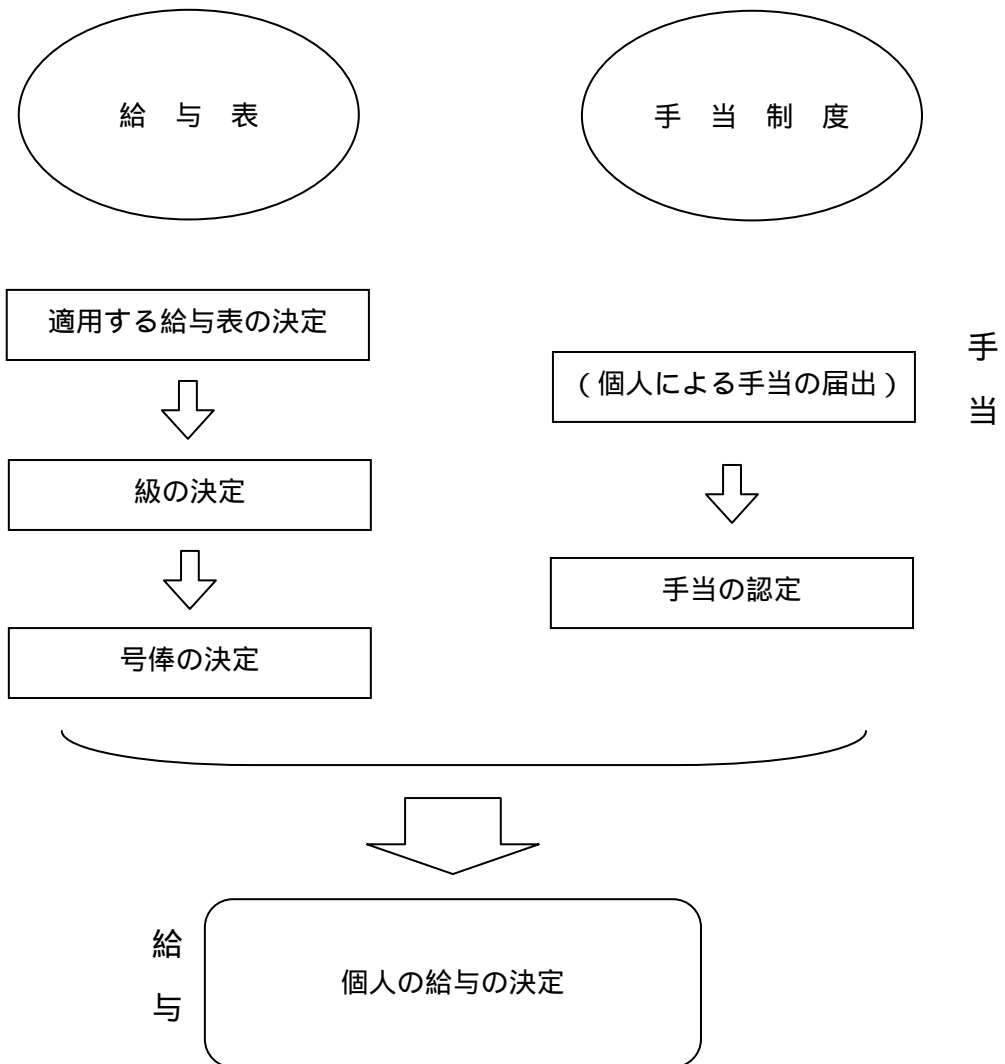 給 与 表
手 当 制 度
適用する給与表の決定
級の決定
号俸の決定
(個人による手当の届出)
手当の認定
手
当
給
与
個人の給与の決定